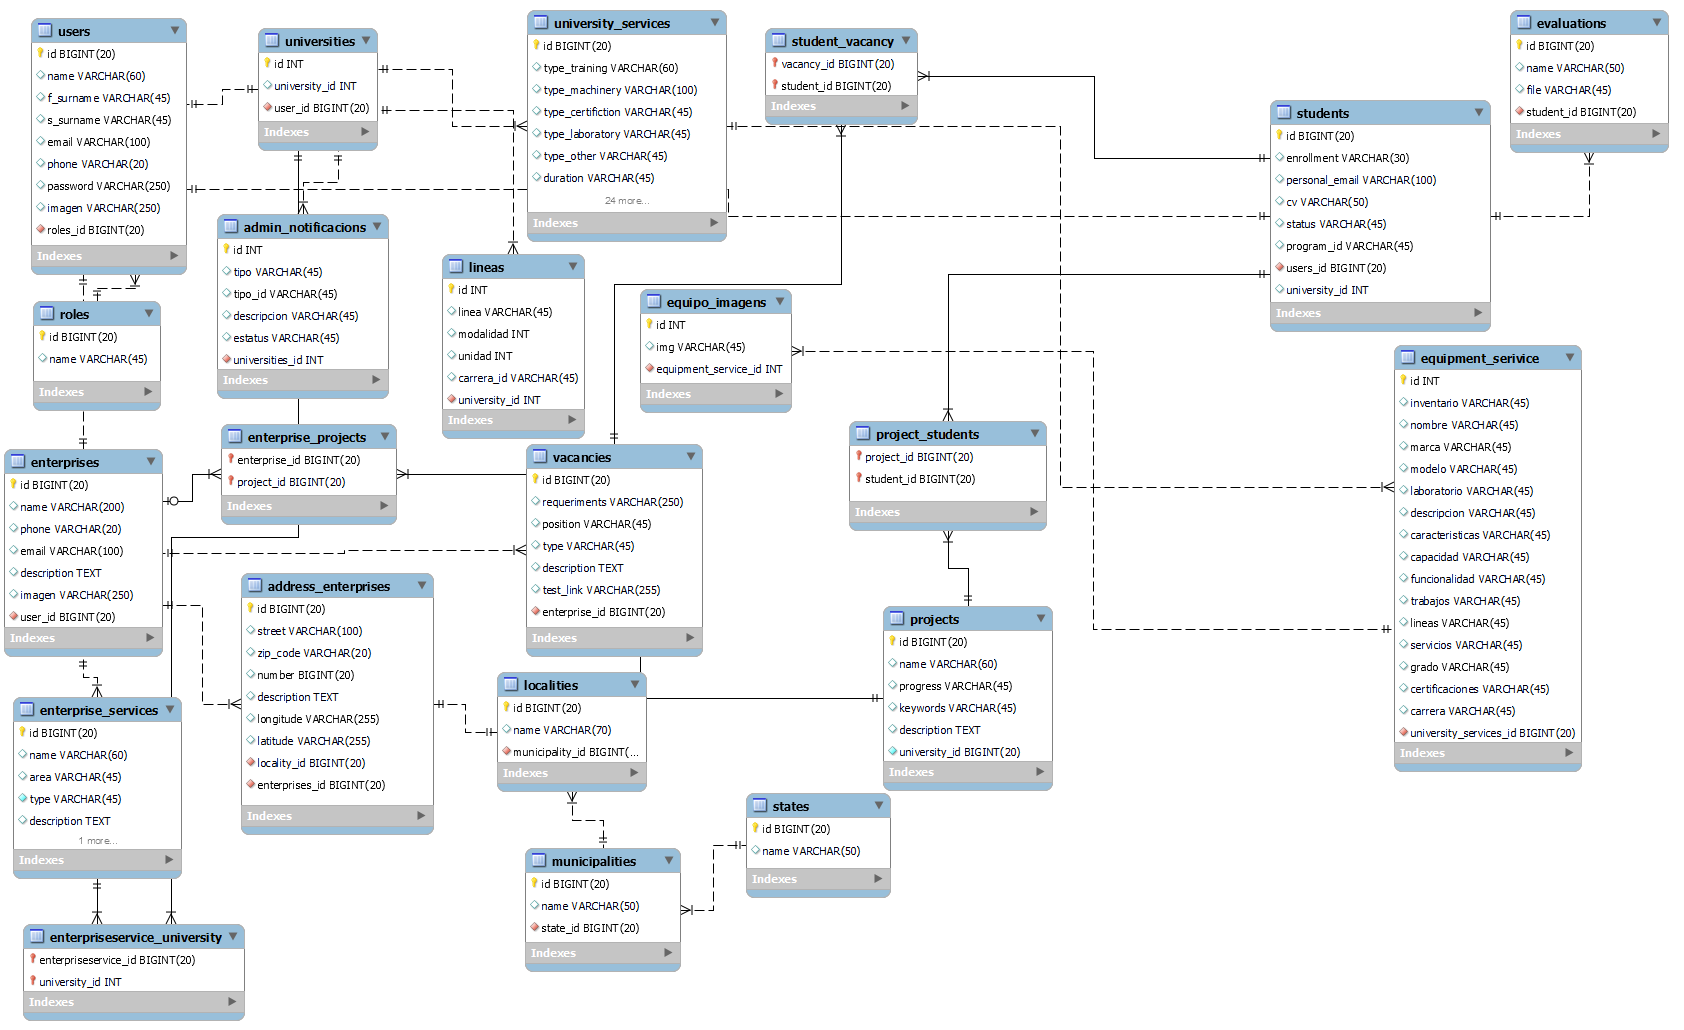 users
id BIGINT(20)
name VARCHAR(60)
f_surname VARCHAR(45)
s_surname VARCHAR(45)
email VARCHAR(100)
phone VARCHAR(20)
password VARCHAR(250)
imagen VARCHAR(250)
roles_id BIGINT(20)
Indexes
universities
id INT
university_id INT
user_id BIGINT(20)
Indexes
university_services
id BIGINT(20)
type_training VARCHAR(60)
type_machinery VARCHAR(100)
type_certifiction VARCHAR(45)
type_laboratory VARCHAR(45)
type_other VARCHAR(45)
duration VARCHAR(45)
24 more...
Indexes
student_vacancy
vacancy_id BIGINT(20)
student_id BIGINT(20)
Indexes
evaluations
id BIGINT(20)
name VARCHAR(50)
file VARCHAR(45)
student_id BIGINT(20)
Indexes
students
id BIGINT(20)
enrollment VARCHAR(30)
personal_email VARCHAR(100)
cv VARCHAR(50)
status VARCHAR(45)
program_id VARCHAR(45)
users_id BIGINT(20)
university_id INT
Indexes
admin_notificacions
id INT
tipo VARCHAR(45)
tipo_id VARCHAR(45)
descripcion VARCHAR(45)
estatus VARCHAR(45)
universities_id INT
Indexes
lineas
id INT
linea VARCHAR(45)
modalidad INT
unidad INT
carrera_id VARCHAR(45)
university_id INT
Indexes
equipo_imagens
id INT
img VARCHAR(45)
equipment_service_id INT
Indexes
roles
id BIGINT(20)
name VARCHAR(45)
Indexes
equipment_serivice
id INT
inventario VARCHAR(45)
nombre VARCHAR(45)
marca VARCHAR(45)
modelo VARCHAR(45)
laboratorio VARCHAR(45)
descripcion VARCHAR(45)
caracteristicas VARCHAR(45)
capacidad VARCHAR(45)
funcionalidad VARCHAR(45)
trabajos VARCHAR(45)
lineas VARCHAR(45)
servicios VARCHAR(45)
grado VARCHAR(45)
certificaciones VARCHAR(45)
carrera VARCHAR(45)
university_services_id BIGINT(20)
Indexes
enterprise_projects
enterprise_id BIGINT(20)
project_id BIGINT(20)
Indexes
project_students
project_id BIGINT(20)
student_id BIGINT(20)
Indexes
enterprises
id BIGINT(20)
name VARCHAR(200)
phone VARCHAR(20)
email VARCHAR(100)
description TEXT
imagen VARCHAR(250)
user_id BIGINT(20)
Indexes
vacancies
id BIGINT(20)
requeriments VARCHAR(250)
position VARCHAR(45)
type VARCHAR(45)
description TEXT
test_link VARCHAR(255)
enterprise_id BIGINT(20)
Indexes
address_enterprises
id BIGINT(20)
street VARCHAR(100)
zip_code VARCHAR(20)
number BIGINT(20)
description TEXT
longitude VARCHAR(255)
latitude VARCHAR(255)
locality_id BIGINT(20)
enterprises_id BIGINT(20)
Indexes
projects
id BIGINT(20)
name VARCHAR(60)
progress VARCHAR(45)
keywords VARCHAR(45)
description TEXT
university_id BIGINT(20)
Indexes
localities
id BIGINT(20)
name VARCHAR(70)
municipality_id BIGINT(...
Indexes
enterprise_services
id BIGINT(20)
name VARCHAR(60)
area VARCHAR(45)
type VARCHAR(45)
description TEXT
1 more...
Indexes
states
id BIGINT(20)
name VARCHAR(50)
Indexes
municipalities
id BIGINT(20)
name VARCHAR(50)
state_id BIGINT(20)
Indexes
enterpriseservice_university
enterpriseservice_id BIGINT(20)
university_id INT
Indexes